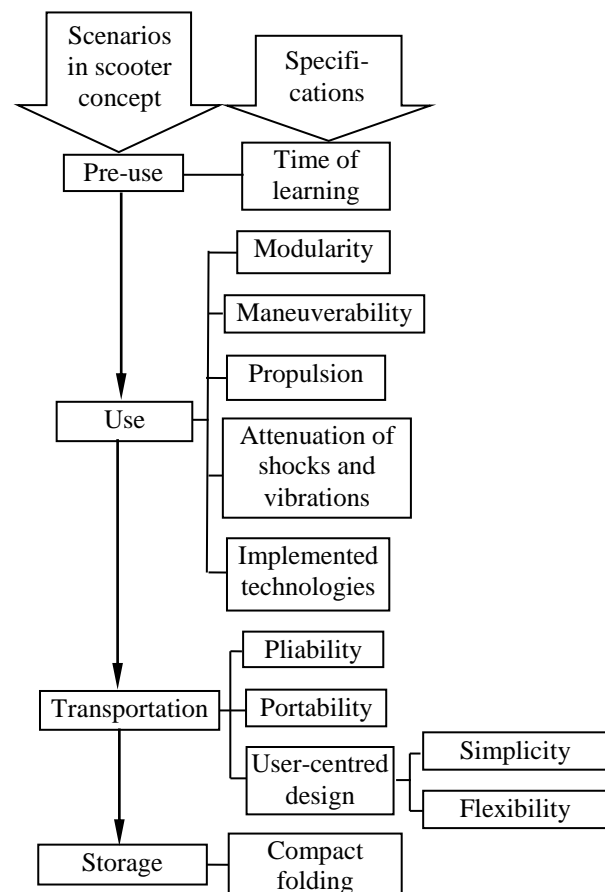 Scenarios
in scooter
concept
Specifi-
cations
Pre-use
Time of
learning
Modularity
Maneuverability
Propulsion
Use
Attenuation of
shocks and
vibrations
Implemented
technologies
Pliability
Transportation
Portability
User-centred
design
Simplicity
Flexibility
Storage
Compact
folding